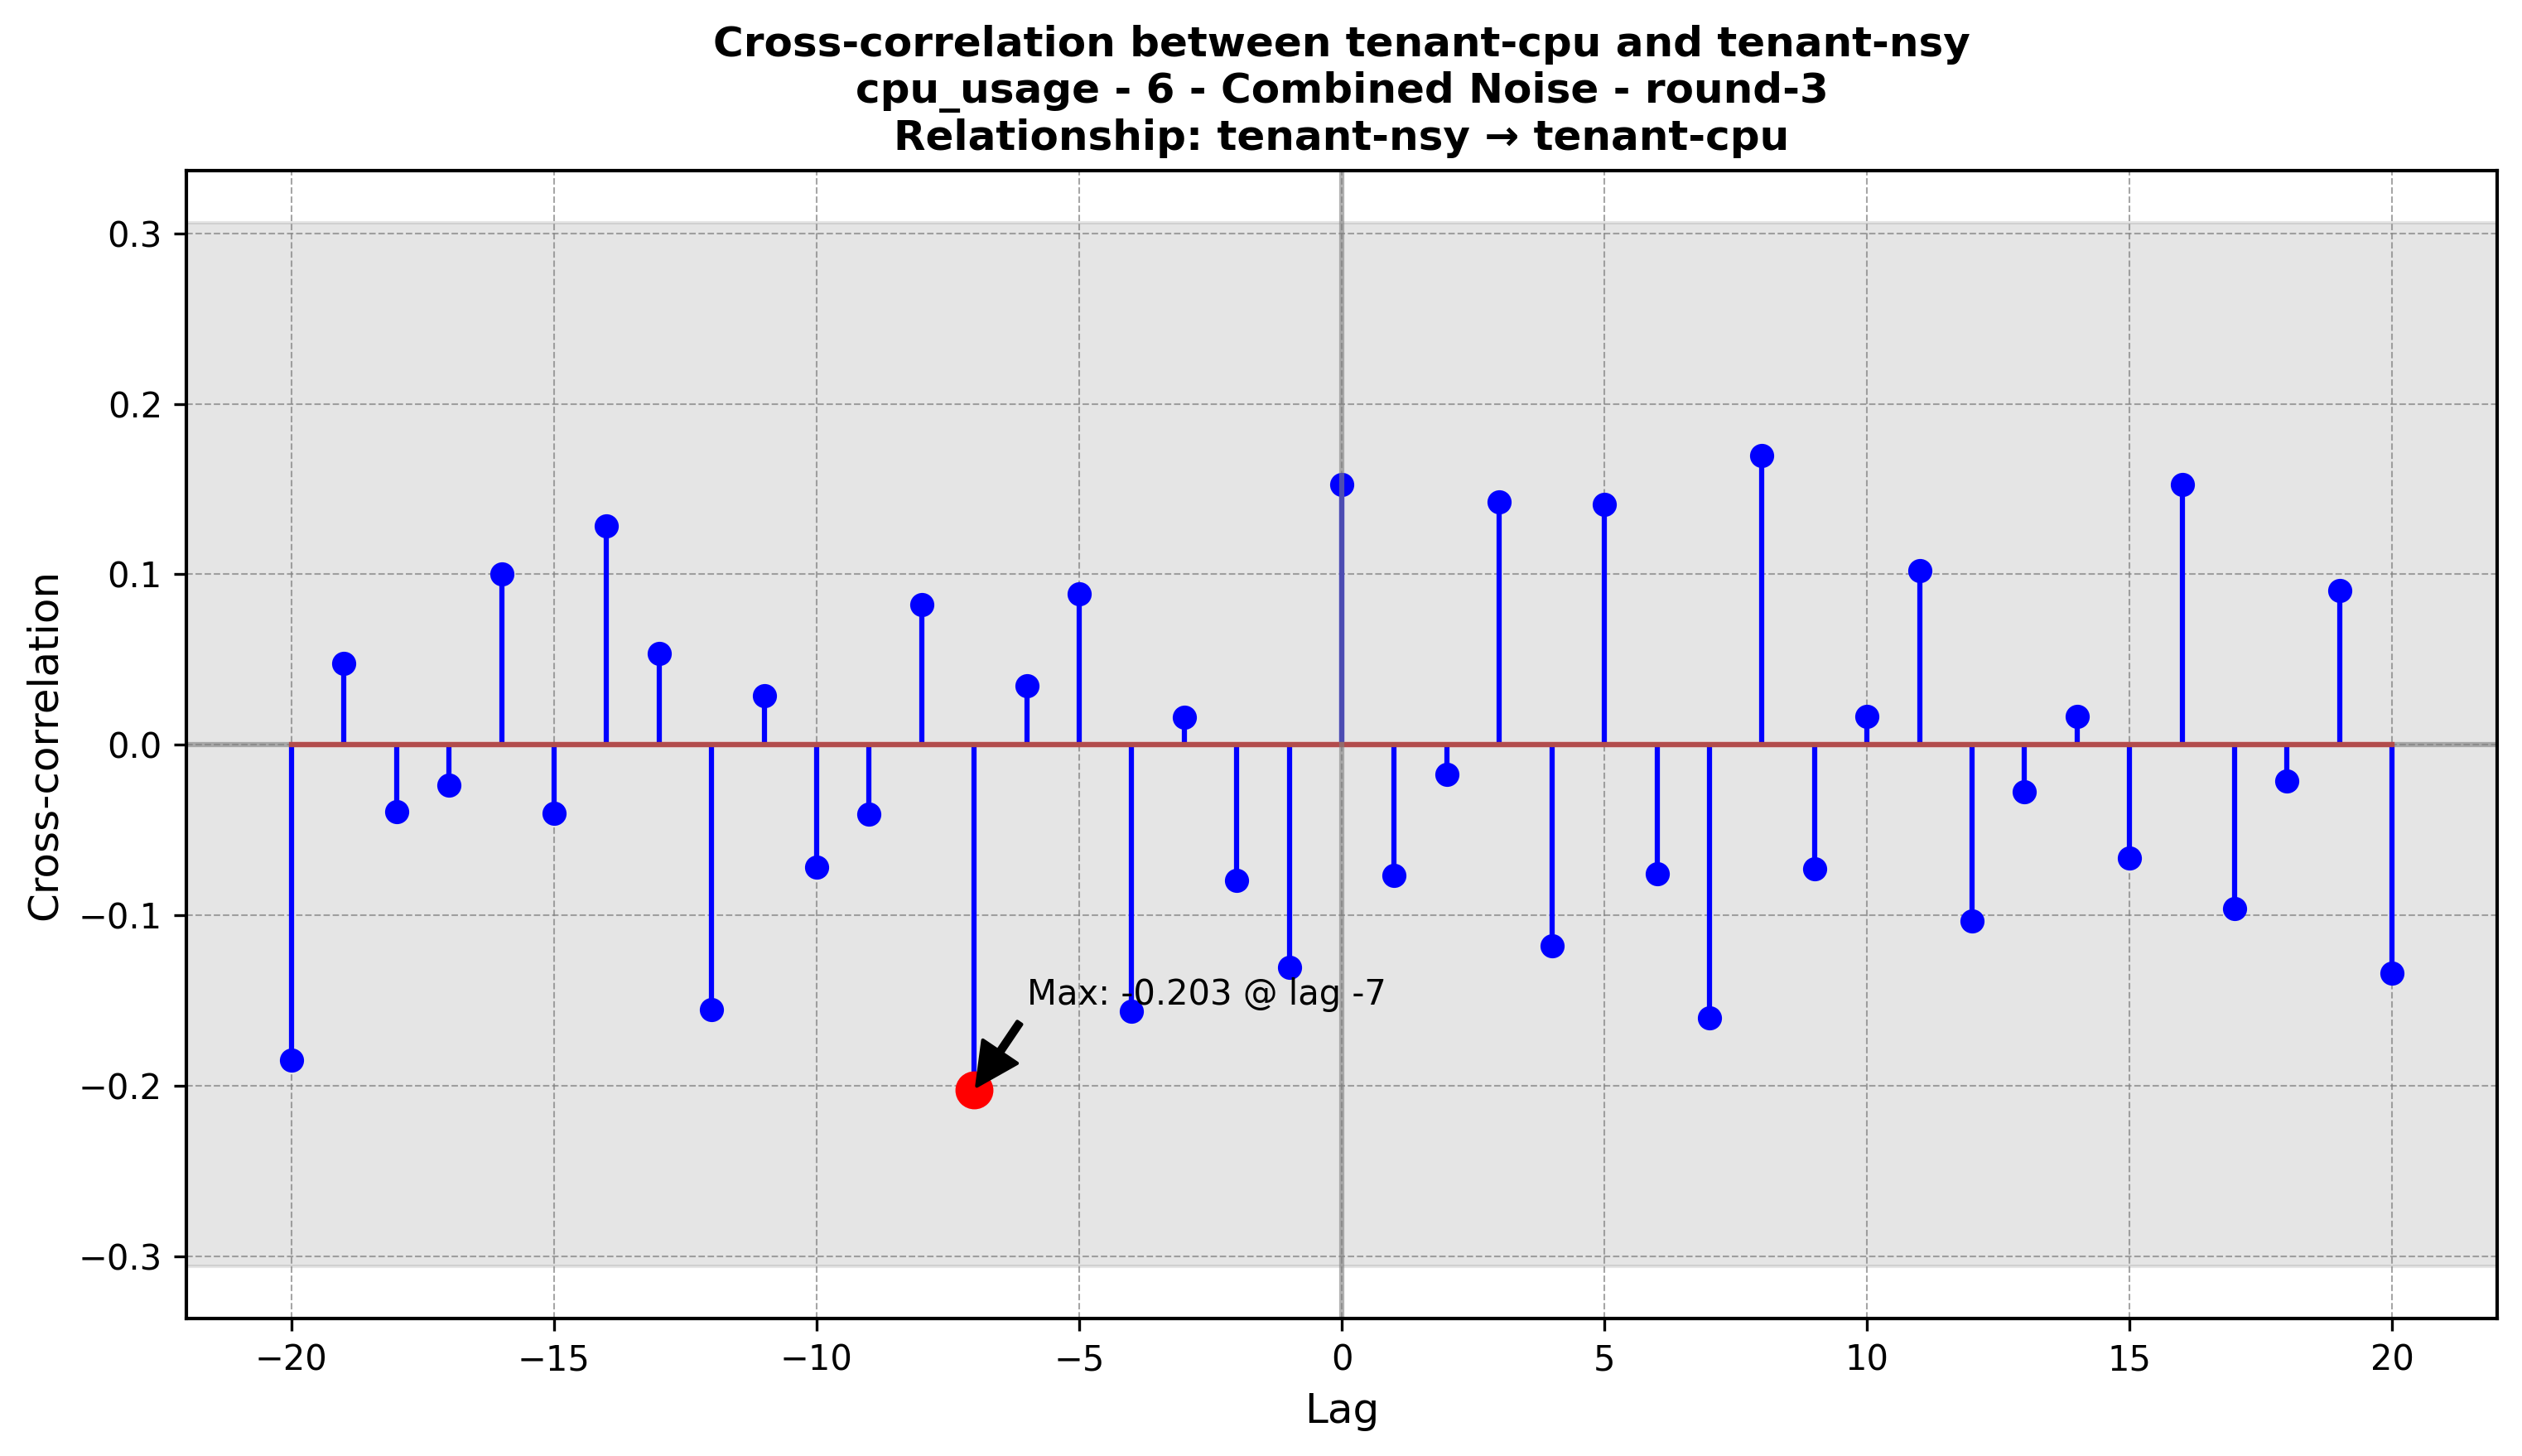 Cross-correlation between tenant-cpu and tenant-nsy
cpu_usage - 6 - Combined Noise - round-3
Relationship: tenant-nsy → tenant-cpu
Cross-correlation
0.3
0.2
0.1
0.0
−0.1
−0.2
−0.3
Max: -0.203 @ lag -7
−20 −15 −10 −5 0 5 10 15 20
Lag